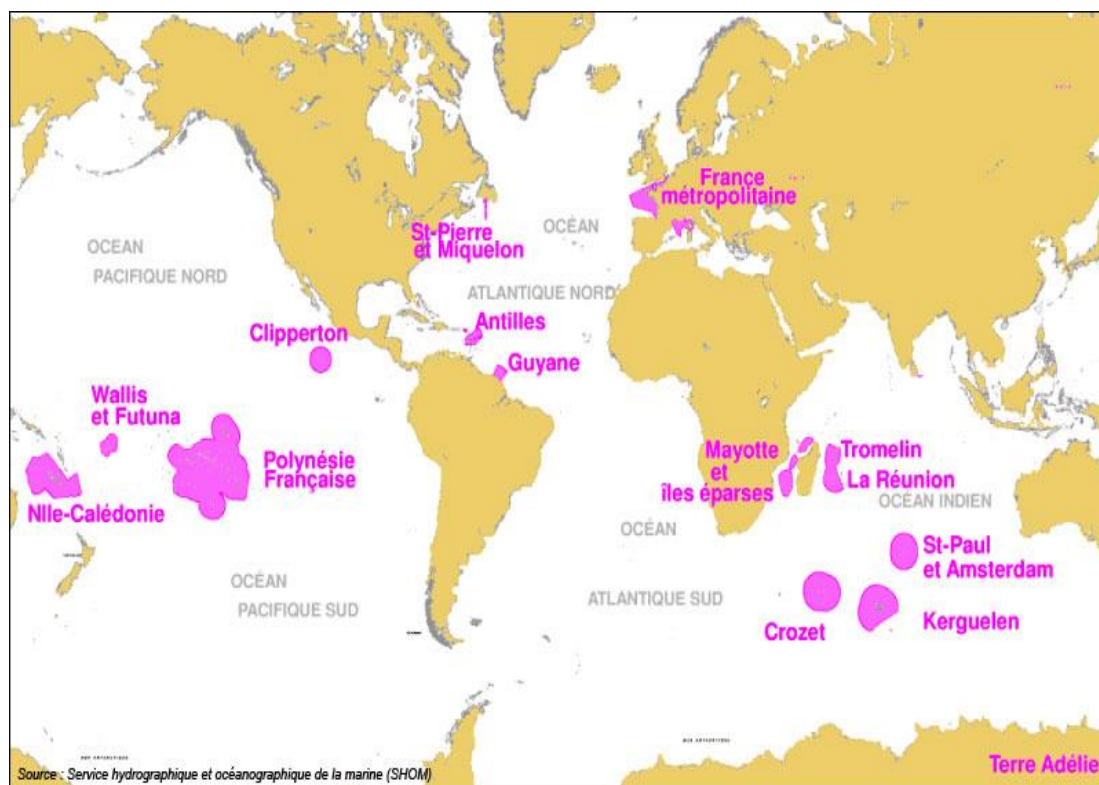 France
métropolitaine
St-Pierre
et Miquelon
OCÉAN
ATLANTIQUE NORD
OCEAN
PACIFIQUE NORD
Antilles
Clipperton
Guyane
Wallis
et Futuna
Polynésie
Française
Nlle-Calédonie
Mayotte
et
îles éparses
Tromelin
La Réunion
OCÉAN INDIEN
OCÉAN
ATLANTIQUE SUD
St-Paul
et Amsterdam
OCÉAN
PACIFIQUE SUD
Crozet
Kerguelen
Terre Adélie
Source : Service hydrographique et océanographique de la marine (SHOM)